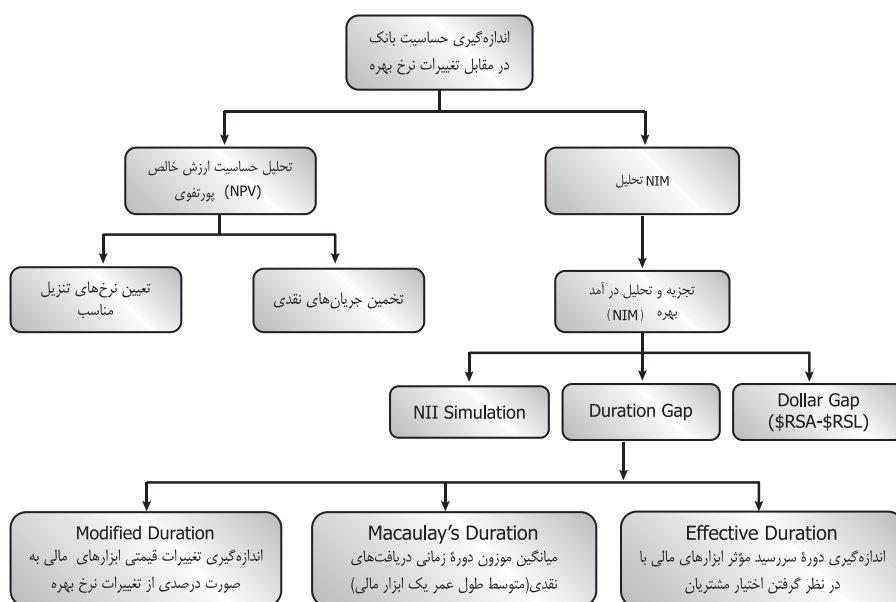 اندازه‌گیری حساسیت بانک
در مقابل تغییرات نرخ بهره
تحلیل حساسیت ارزش خالص
(NPV) پورتفوی
NIM تحلیل
تعیین نرخ‌های تنزیل
مناسب
تخمین جریان‌های نقدی
تجزیه و تحلیل در آمد
بهره (NIM)
NII Simulation
Duration Gap
Dollar Gap
($RSA-$RSL)
Modified Duration
اندازه‌گیری تغییرات قیمتی ابزارهای مالی به
صورت درصدی از تغییرات نرخ بهره
Macaulay's Duration
میانگین موزون دورهٔ زمانی دریافت‌های
نقدی(متوسط طول عمر یک ابزار مالی)
Effective Duration
اندازه‌گیری دورهٔ سررسید مؤثر ابزارهای مالی با
در نظر گرفتن اختیار مشتریان